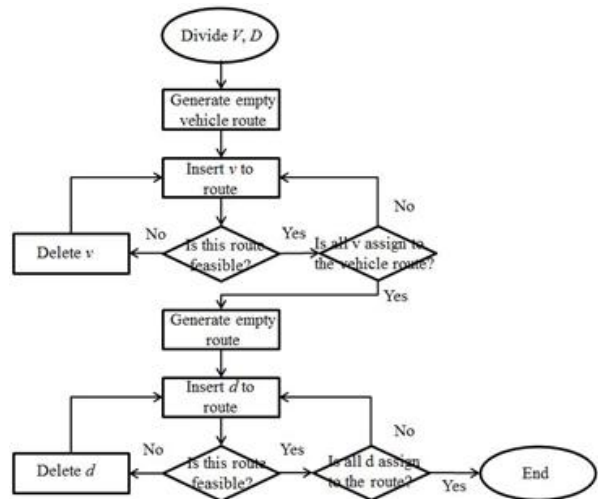 Divide V, D
Generate empty
vehicle route
Insert v to
route
No
Delete v
No
Is this route
feasible?
Yes
Is all v assign to
the vehicle route?
Yes
Generate empty
route
Insert d to
route
No
Delete d
No
Is this route
feasible?
Yes
Is all d assign
to the route?
Yes
End